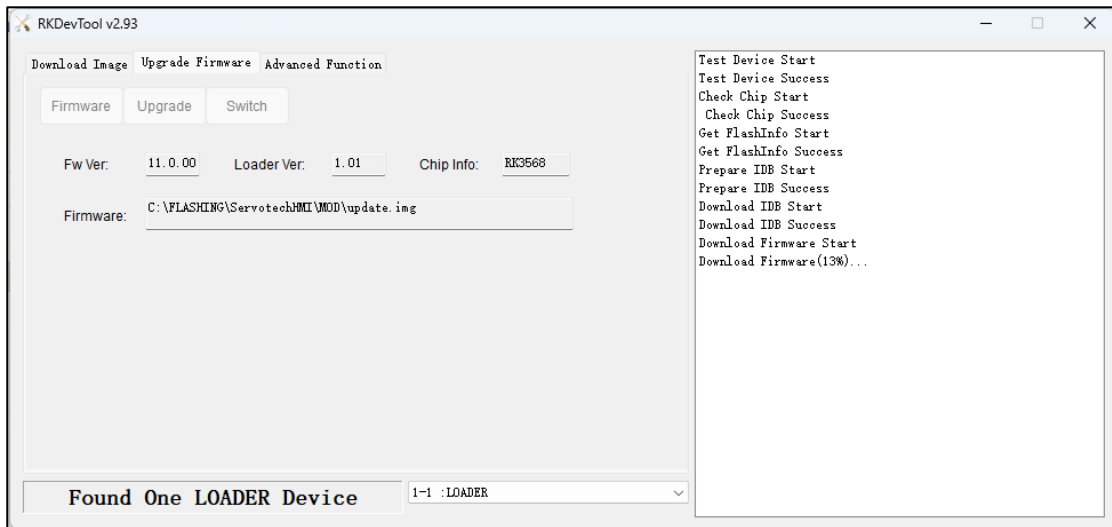 RKDevTool v2.93
Download Image Upgrade Firmware Advanced Function
Firmware Upgrade Switch
Fw Ver: 11.0.00 Loader Ver: 1.01 Chip Info: RK3568
Firmware: C:\FLASHING\ServotechHMI\MOD\update.img
Found One LOADER Device
1-1 :LOADER
Test Device Start
Test Device Success
Check Chip Start
Check Chip Success
Get FlashInfo Start
Get FlashInfo Success
Prepare IDB Start
Prepare IDB Success
Download IDB Start
Download IDB Success
Download Firmware Start
Download Firmware(13%)...